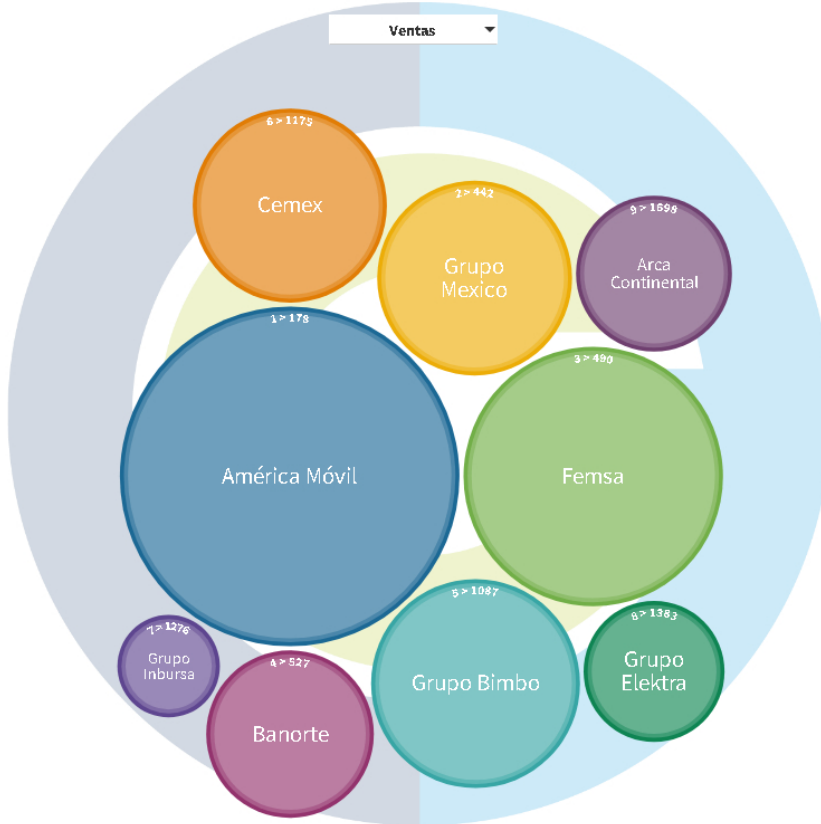 Ventas
6 > 1175
Cemex
2 > 442
Grupo
Mexico
9 > 1698
Arca
Continental
1 > 178
América Móvil
3 > 490
Femsa
7 > 1276
Grupo
Inbursa
4 > 527
Banorte
5 > 1087
Grupo Bimbo
8 > 1383
Grupo
Elektra